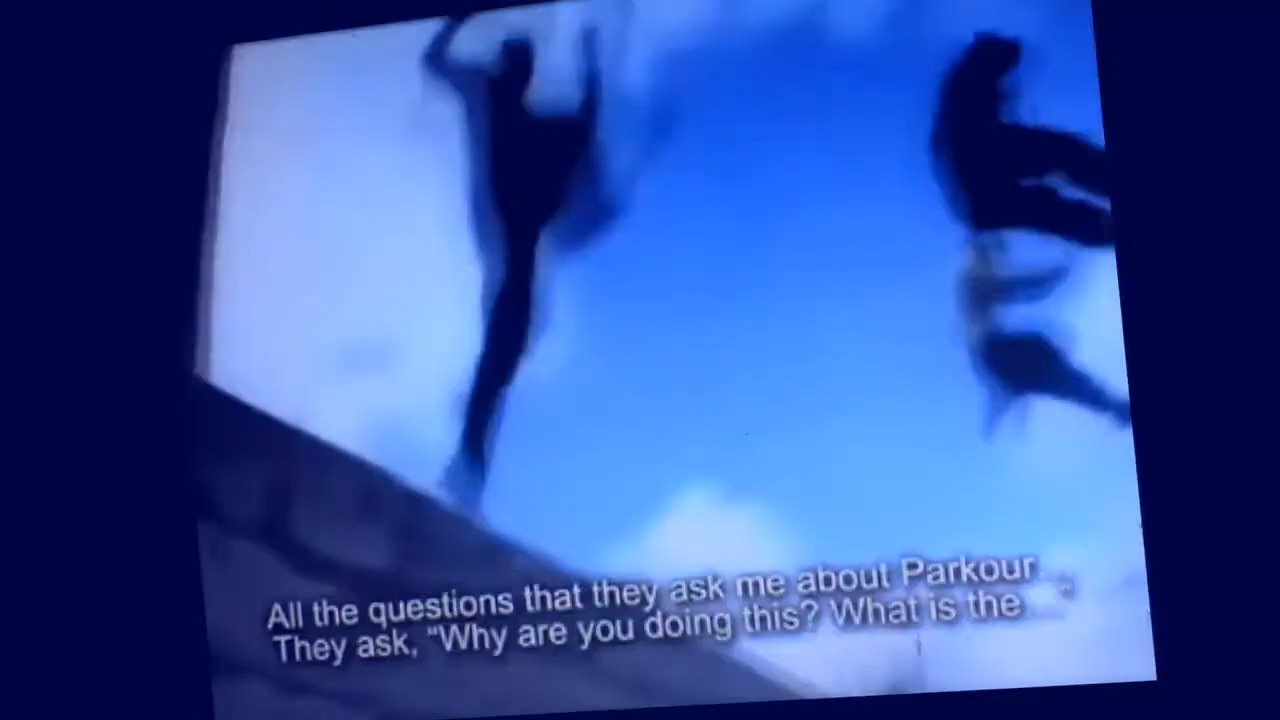 All the questions that they ask me about Parkour
They ask, "Why are you doing this? What is the